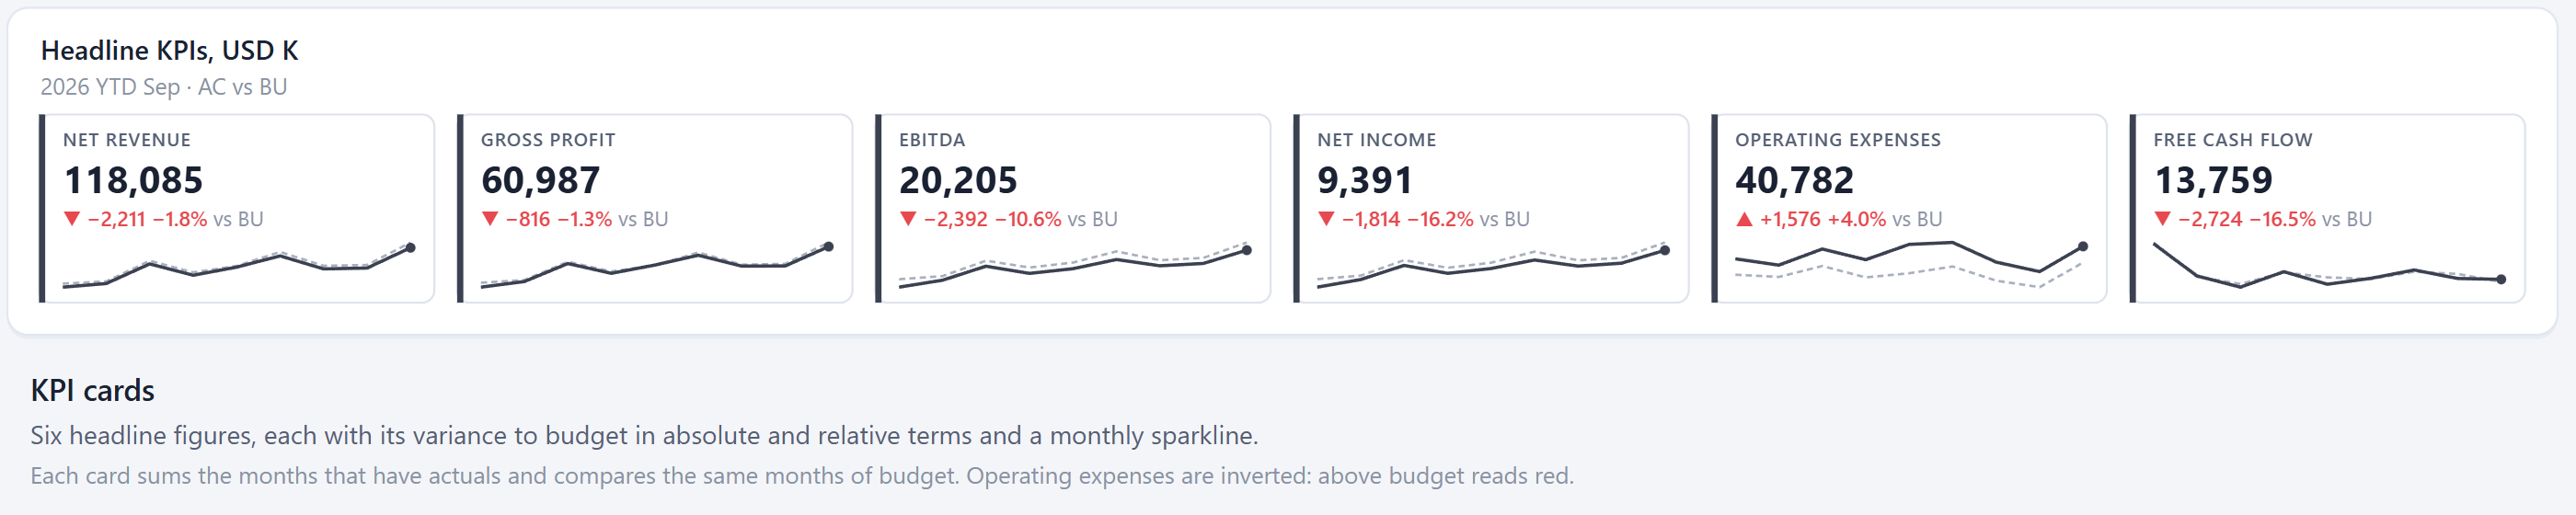 Headline KPIs, USD K
2026 YTD Sep · AC vs BU
NET REVENUE
118,085
▼ −2,211 −1.8% vs BU
GROSS PROFIT
60,987
▼ −816 −1.3% vs BU
EBITDA
20,205
▼ −2,392 −10.6% vs BU
NET INCOME
9,391
▼ −1,814 −16.2% vs BU
OPERATING EXPENSES
40,782
▲ +1,576 +4.0% vs BU
FREE CASH FLOW
13,759
▼ −2,724 −16.5% vs BU
KPI cards
Six headline figures, each with its variance to budget in absolute and relative terms and a monthly sparkline.
Each card sums the months that have actuals and compares the same months of budget. Operating expenses are inverted: above budget reads red.